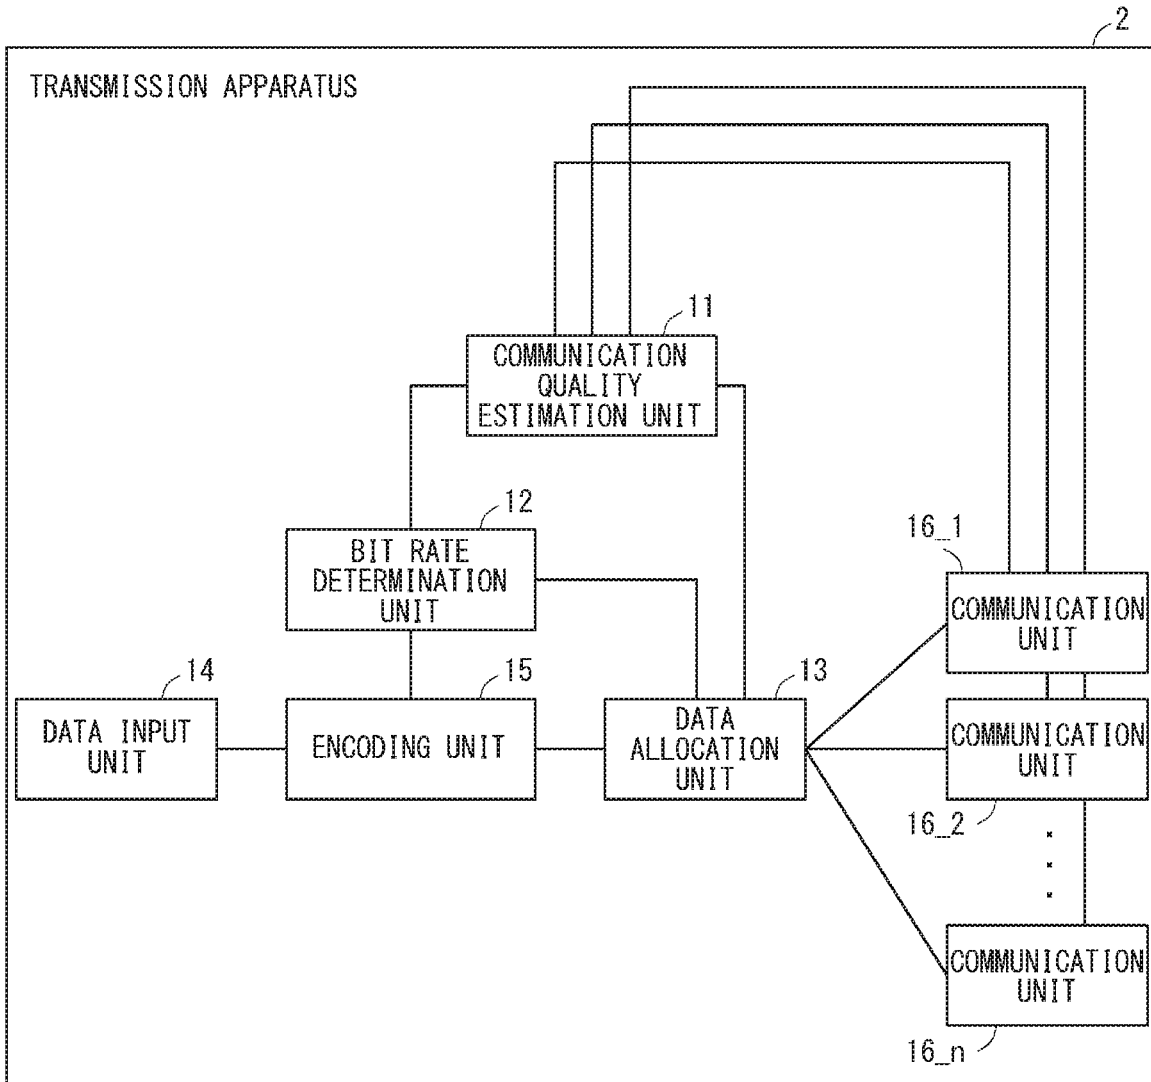 2
TRANSMISSION APPARATUS
11
COMMUNICATION
QUALITY
ESTIMATION UNIT
12
BIT RATE
DETERMINATION
UNIT
16_1
COMMUNICATION
UNIT
14
DATA INPUT
UNIT
15
ENCODING UNIT
13
DATA
ALLOCATION
UNIT
COMMUNICATION
UNIT
16_2
COMMUNICATION
UNIT
16_n